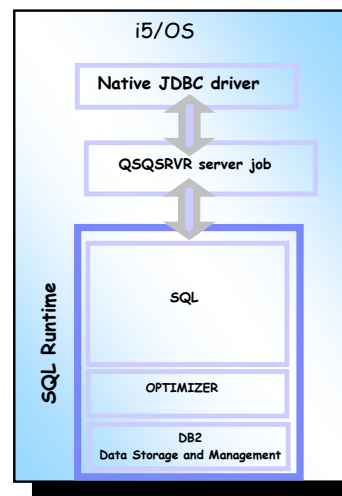 i5/OS
Native JDBC driver
QSQSRVR server job
SQL Runtime
SQL
OPTIMIZER
DB2
Data Storage and Management